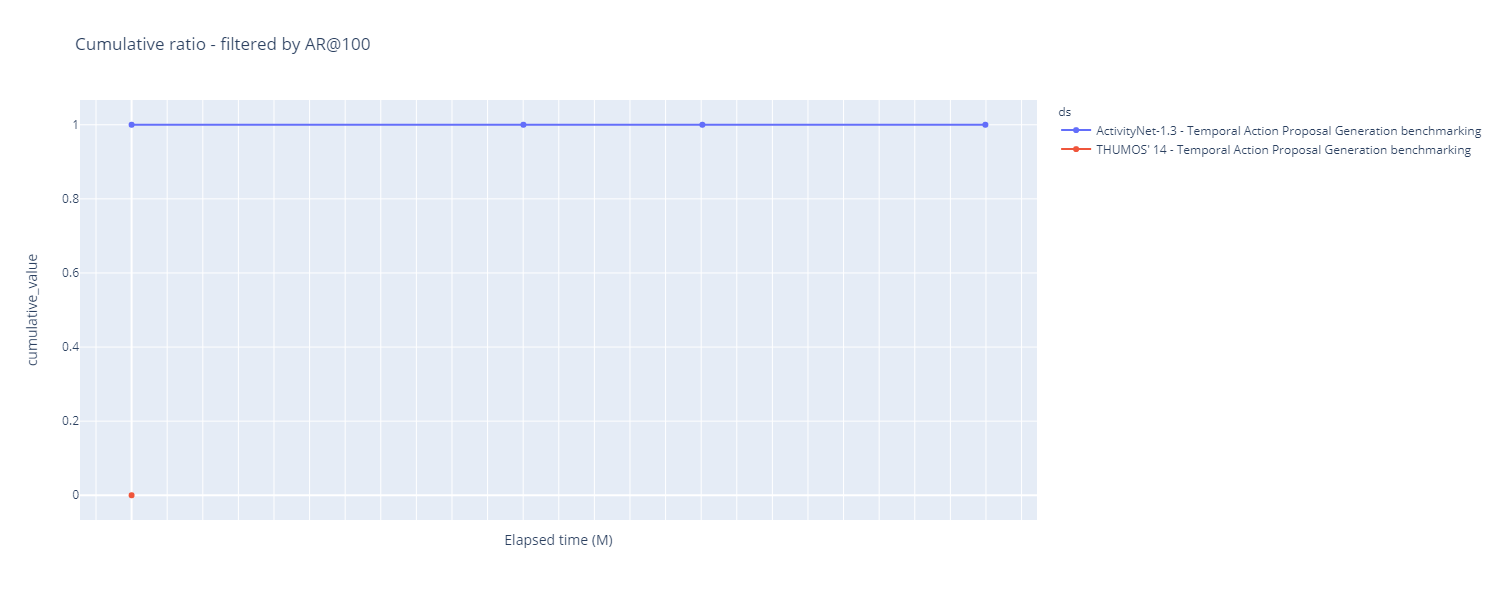 Cumulative ratio - filtered by AR@100
ds
ActivityNet-1.3 - Temporal Action Proposal Generation benchmarking
THUMOS' 14 - Temporal Action Proposal Generation benchmarking
1
0.8
0.6
0.4
0.2
0
cumulative_value
Elapsed time (M)